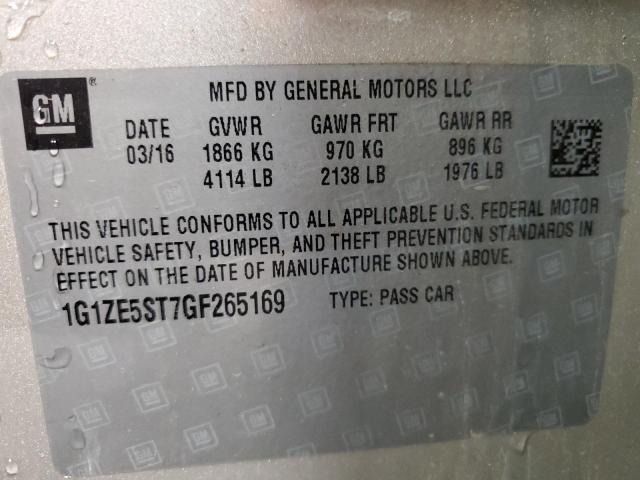 GM® MFD BY GENERAL MOTORS LLC
DATE GVWR GAWR FRT GAWR RR
03/16 1866 KG 970 KG 896 KG
4114 LB 2138 LB 1976 LB
THIS VEHICLE CONFORMS TO ALL APPLICABLE U.S. FEDERAL MOTOR
VEHICLE SAFETY, BUMPER, AND THEFT PREVENTION STANDARDS IN
EFFECT ON THE DATE OF MANUFACTURE SHOWN ABOVE.
1G1ZE5ST7GF265169 TYPE: PASS CAR